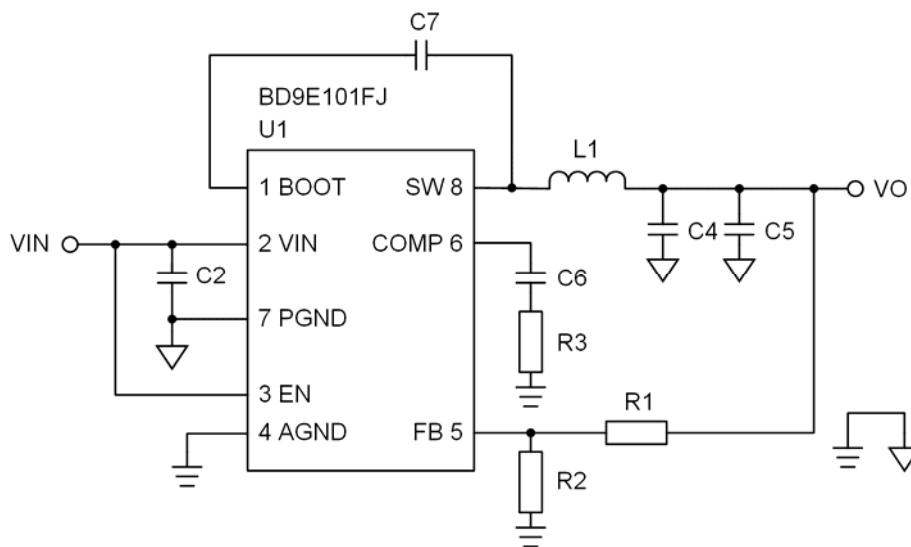 C7
BD9E101FJ
U1
L1
1 BOOT
SW 8
VO
VIN
2 VIN
COMP 6
C4
C5
C2
C6
7 PGND
R3
3 EN
R1
4 AGND
FB 5
R2